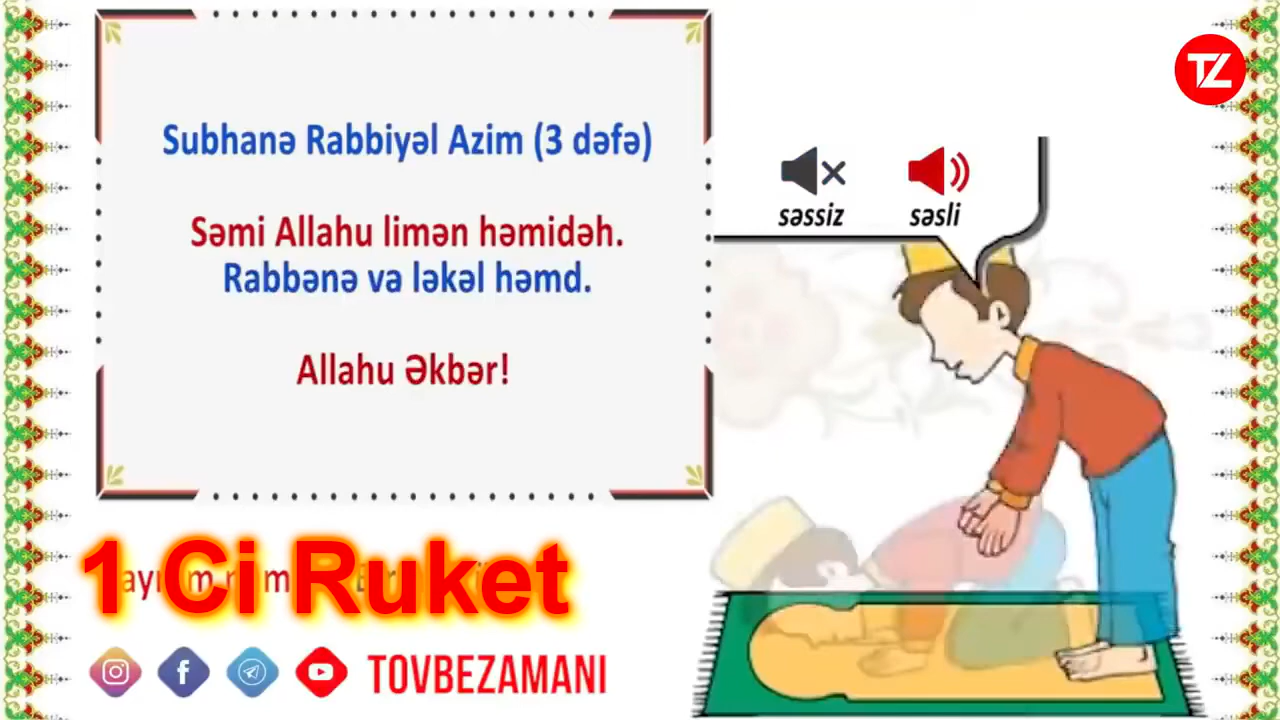 Subhanə Rabbiyəl Azim (3 dəfə)
Səmi Allahu limən həmidəh.
Rabbənə va ləkəl həmd.
Allahu Əkbər!
səssiz səsli
TZ
1 Ci Ruket
TOVBEZAMANI